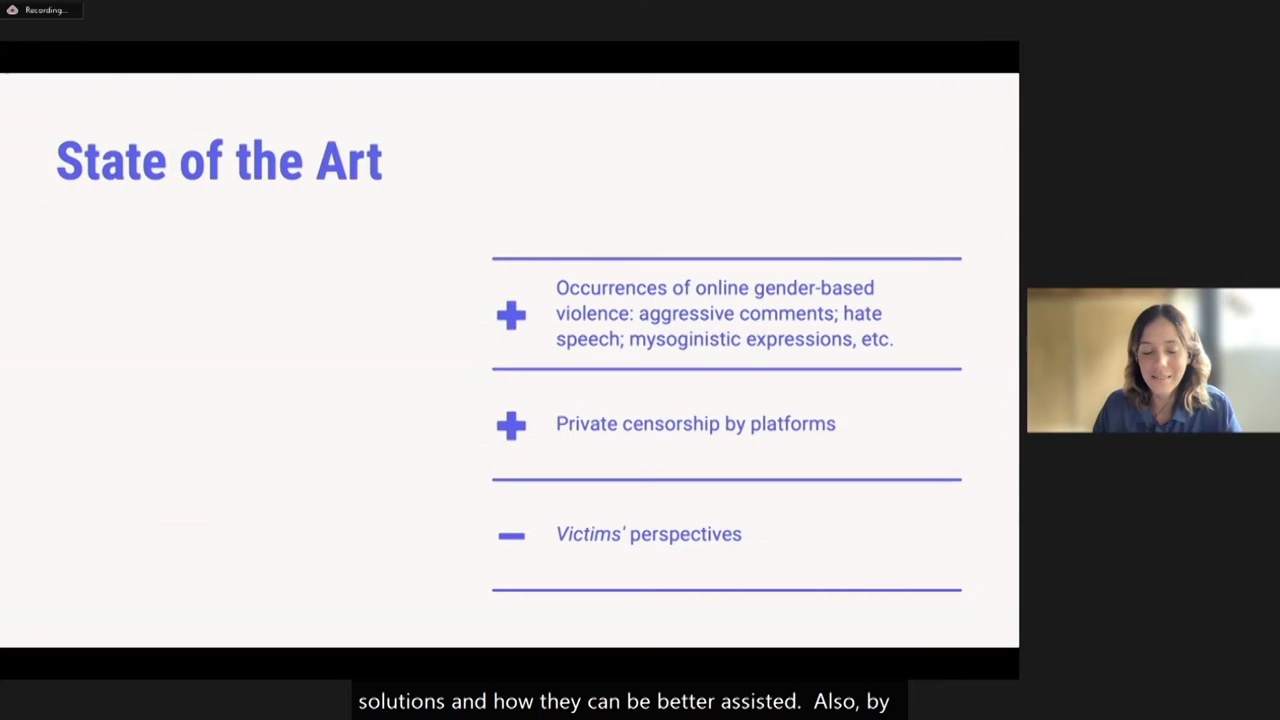 Recording...
State of the Art
Occurrences of online gender-based
violence: aggressive comments; hate
speech; mysoginistic expressions, etc.
Private censorship by platforms
Victims' perspectives
solutions and how they can be better assisted. Also, by